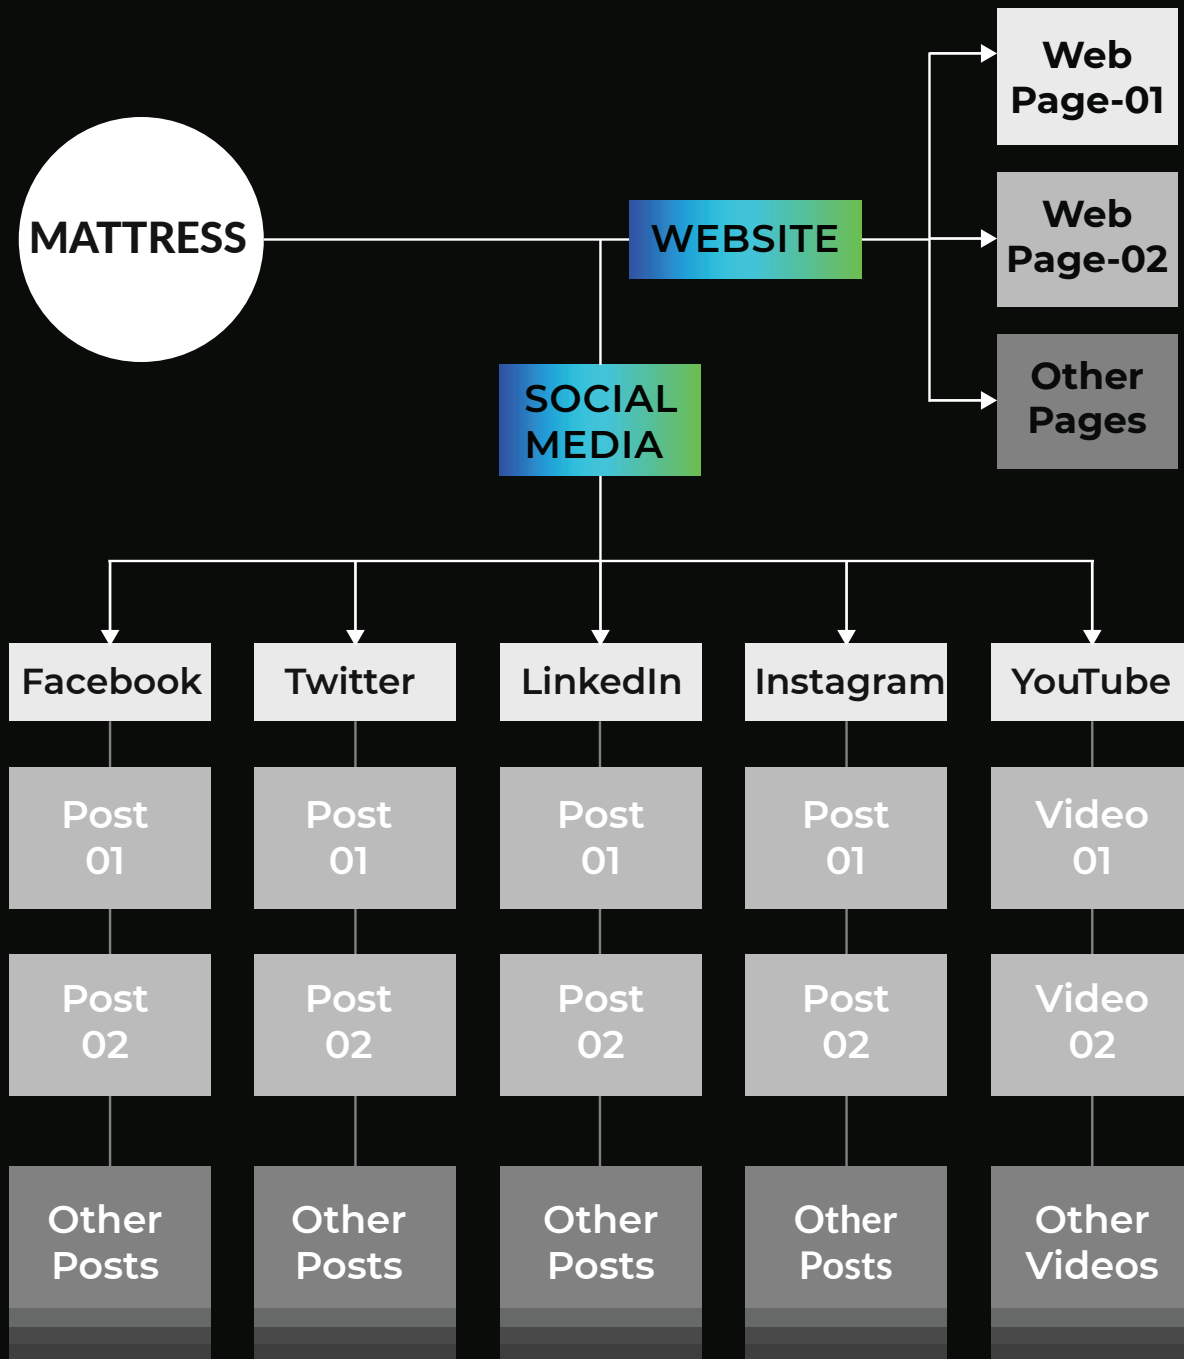 Web
Page-01
MATTRESS
WEBSITE
Web
Page-02
Other
Pages
SOCIAL
MEDIA
Facebook
Twitter
LinkedIn
Instagram
YouTube
Post
01
Post
01
Post
01
Post
01
Video
01
Post
02
Post
02
Post
02
Post
02
Video
02
Other
Posts
Other
Posts
Other
Posts
Other
Posts
Other
Videos